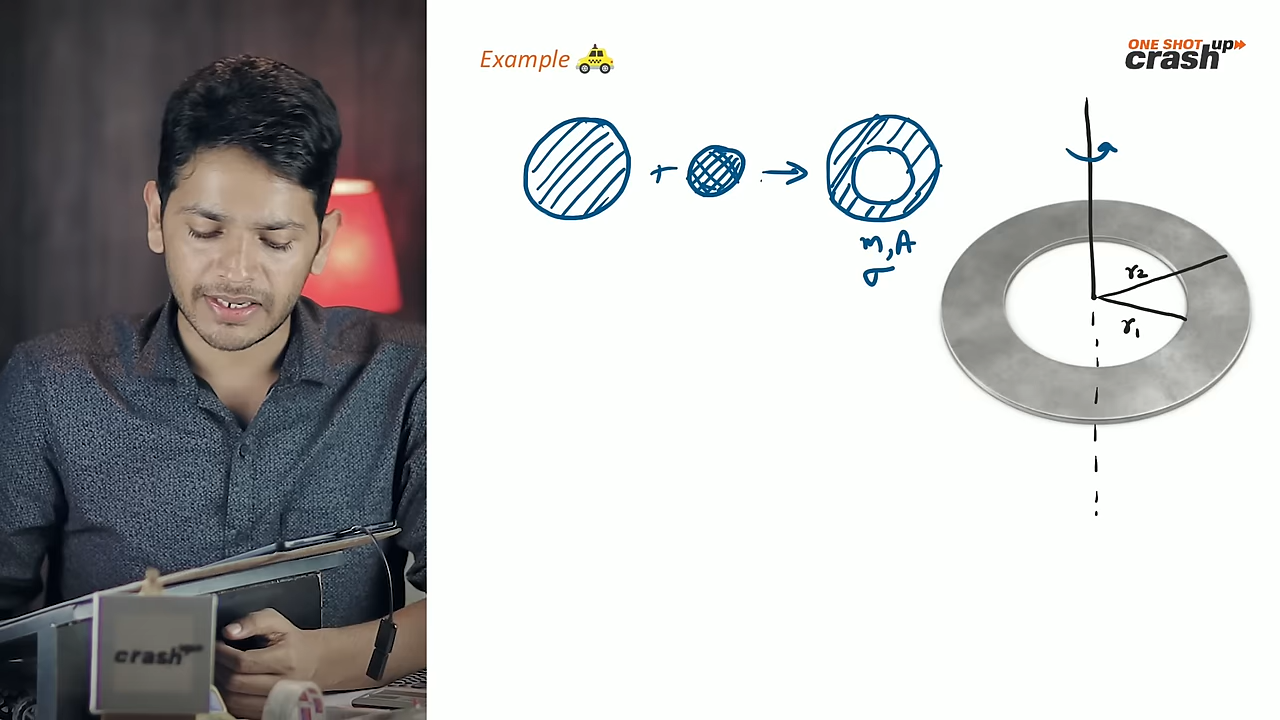 Example
ONE SHOT
crash up
+ →
m, A
σ
r₂
r₁
crash